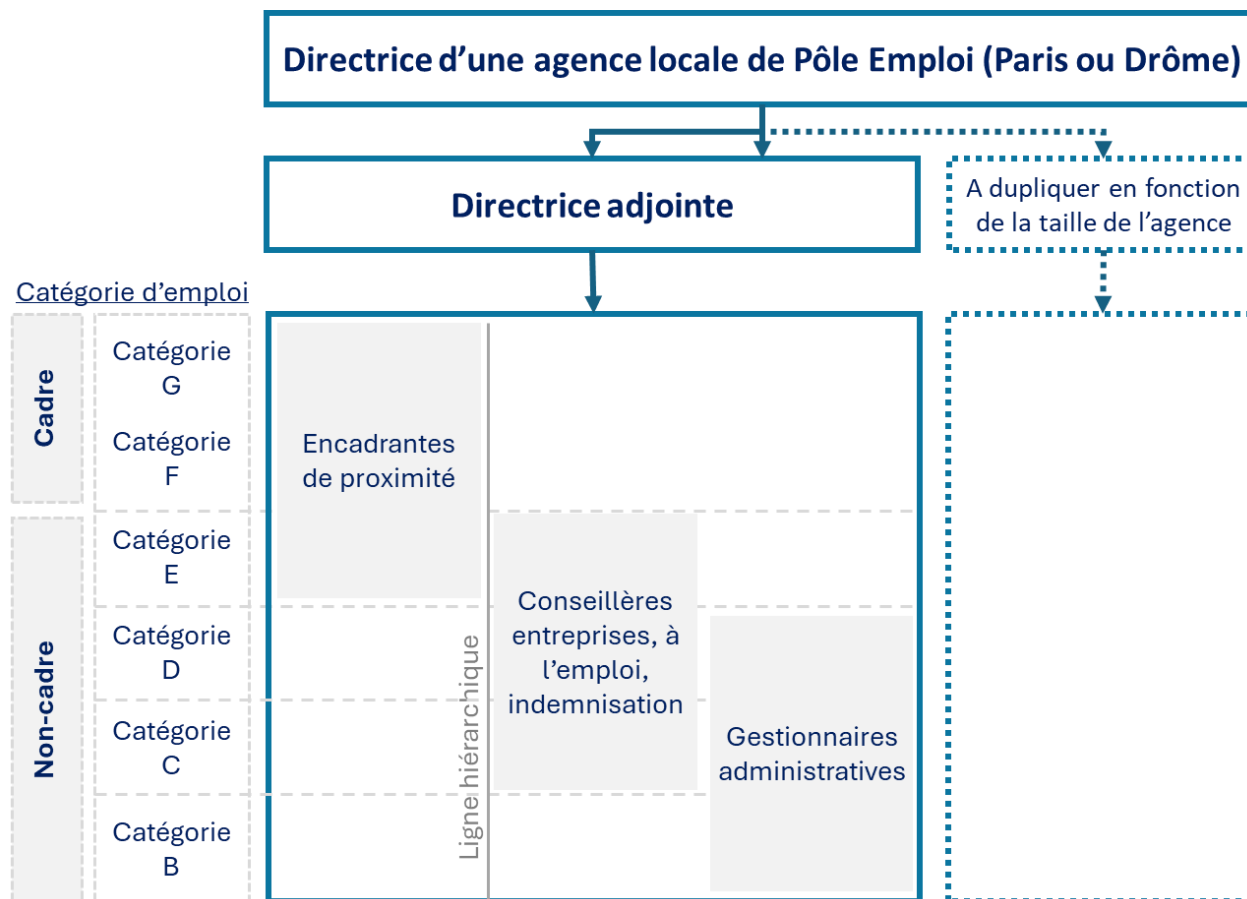 Directrice d’une agence locale de Pôle Emploi (Paris ou Drôme)
Directrice adjointe
A dupliquer en fonction
de la taille de l’agence
Catégorie d’emploi
Cadre
Catégorie
G
Catégorie
F
Non-cadre
Catégorie
E
Catégorie
D
Catégorie
C
Catégorie
B
Encadrantes
de proximité
Ligne hiérarchique
Conseillères
entreprises, à
l’emploi,
indemnisation
Gestionnaires
administratives